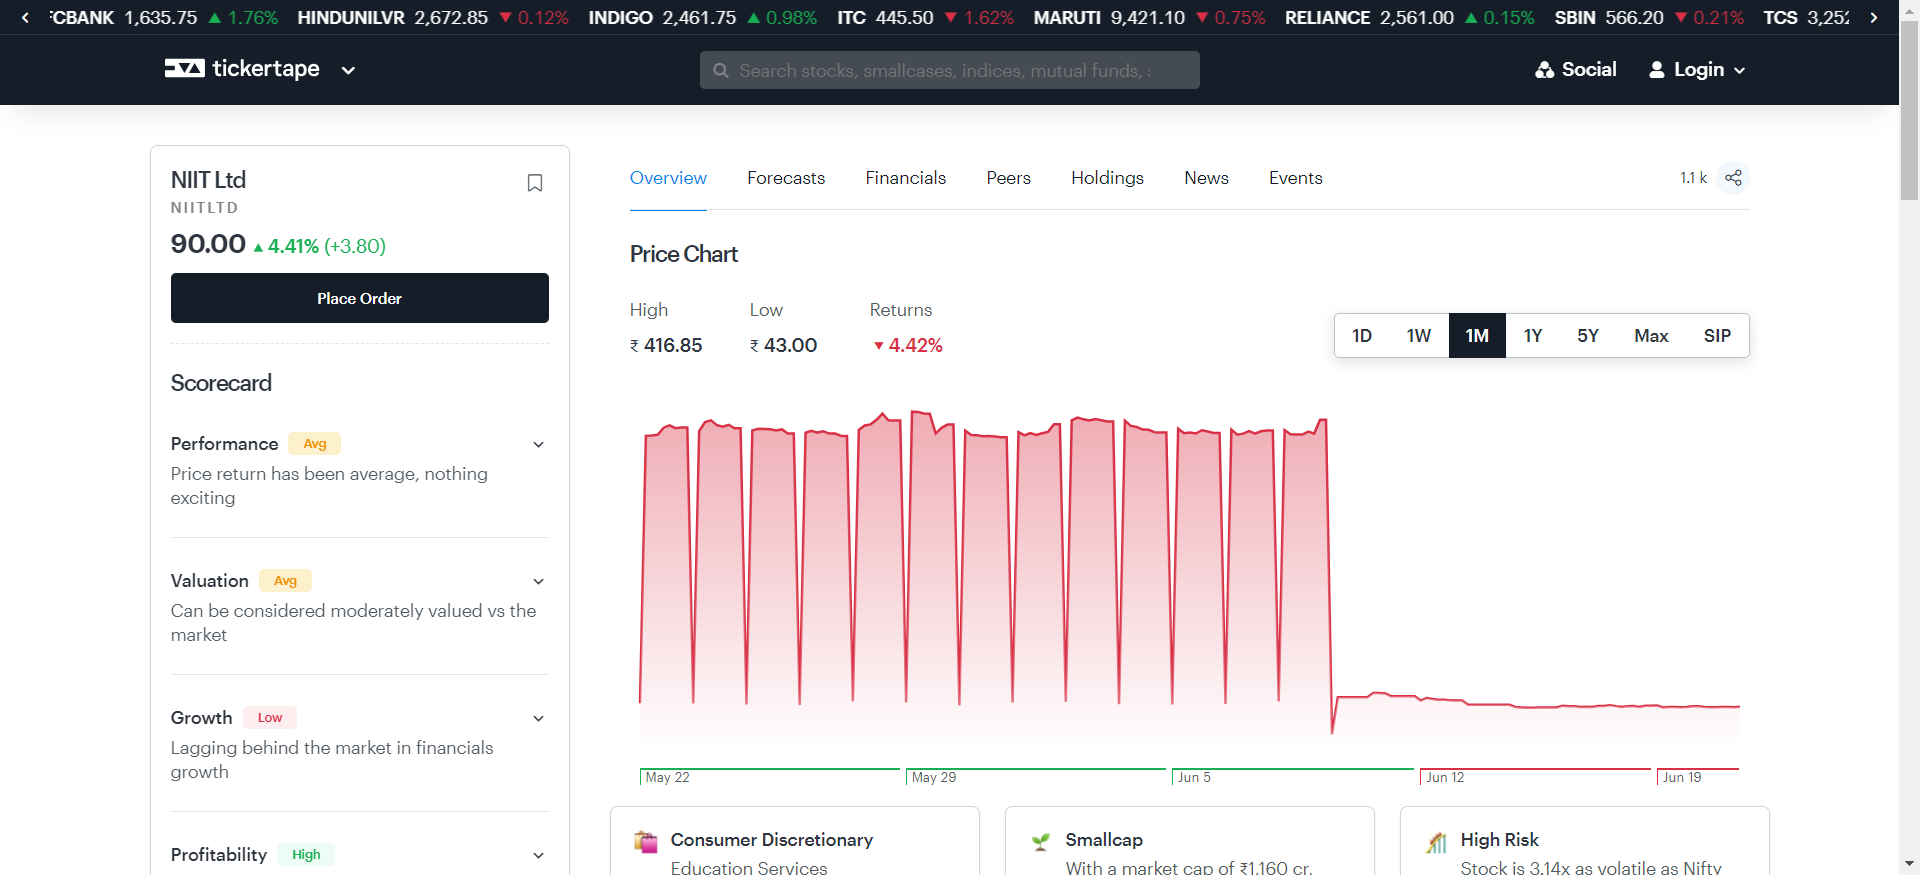 FCBANK 1,635.75 ▲ 1.76% HINDUNILVR 2,672.85 ▼ 0.12% INDIGO 2,461.75 ▲ 0.98% ITC 445.50 ▼ 1.62% MARUTI 9,421.10 ▼ 0.75% RELIANCE 2,561.00 ▲ 0.15% SBIN 566.20 ▼ 0.21% TCS 3,252
tickertape
Search stocks, smallcases, indices, mutual funds,
Social
Login
NIIT Ltd
NIITLTD
90.00 ▲ 4.41% (+3.80)
Place Order
Scorecard
Performance Avg
Price return has been average, nothing
exciting
Valuation Avg
Can be considered moderately valued vs the
market
Growth Low
Lagging behind the market in financials
growth
Profitability High
Overview Forecasts Financials Peers Holdings News Events
1.1 k
Price Chart
High Low Returns
₹ 416.85 ₹ 43.00 ▼ 4.42%
1D 1W 1M 1Y 5Y Max SIP
May 22 May 29 Jun 5 Jun 12 Jun 19
Consumer Discretionary
Education Services
Smallcap
With a market cap of ₹1,160 cr.
High Risk
Stock is 3.14x as volatile as Nifty